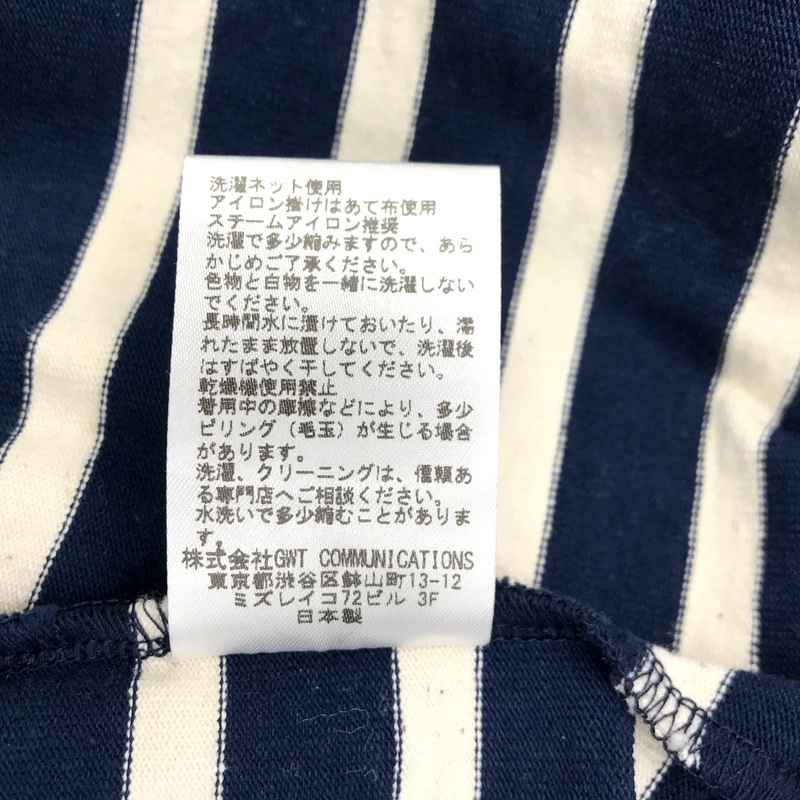 洗濯ネット使用
アイロン掛けはあて布使用
スチームアイロン推奨
洗濯で多少縮みますので、あら
かじめご了承ください。
色物と白物を一緒に洗濯しない
でください。
長時間水に漬けておいたり、濡
れたまま放置しないで、洗濯後
はすばやく干してください。
乾燥機使用禁止
着用中の摩擦などにより、多少
ピリング（毛玉）が生じる場合
があります。
洗濯、クリーニングは、信頼あ
る専門店へご相談ください。
水洗いで多少縮むことがありま
す。
株式会社GWT COMMUNICATIONS
東京都渋谷区鉢山町13-12
ミズレイコ72ビル 3F
日本製